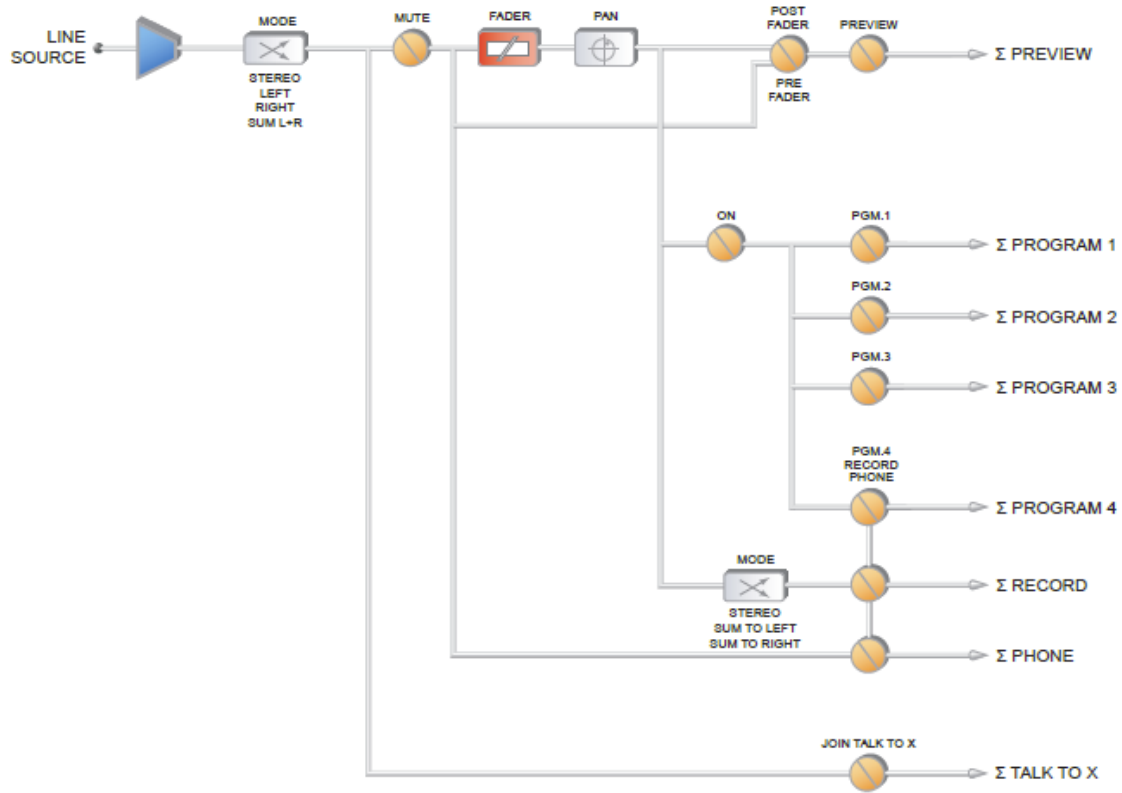 LINE
SOURCE
MODE
STEREO
LEFT
RIGHT
SUM L+R
MUTE
FADER
PAN
POST
FADER
PRE
FADER
PREVIEW
Σ PREVIEW
ON
PGM.1
Σ PROGRAM 1
PGM.2
Σ PROGRAM 2
PGM.3
Σ PROGRAM 3
PGM.4
RECORD
PHONE
Σ PROGRAM 4
MODE
STEREO
SUM TO LEFT
SUM TO RIGHT
Σ RECORD
Σ PHONE
JOIN TALK TO X
Σ TALK TO X